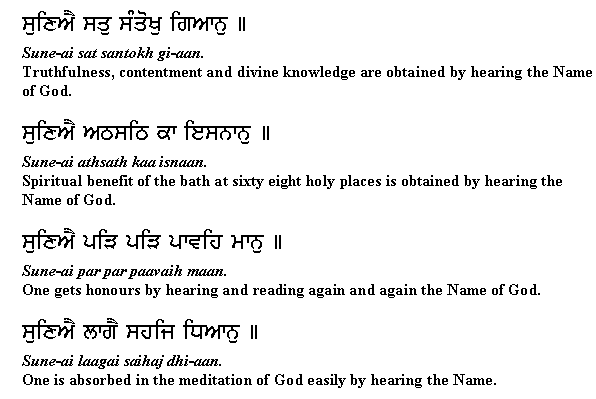 ਸੁਣਿਐ ਸਤੁ ਸੰਤੋਖੁ ਗਿਆਨੁ ॥
Sune-ai sat santokh gi-aan.
Truthfulness, contentment and divine knowledge are obtained by hearing the Name
of God.
ਸੁਣਿਐ ਅਠਸਠਿ ਕਾ ਇਸਨਾਨੁ ॥
Sune-ai athsath kaa isnaan.
Spiritual benefit of the bath at sixty eight holy places is obtained by hearing the
Name of God.
ਸੁਣਿਐ ਪੜਿ ਪੜਿ ਪਾਵਹਿ ਮਾਨੁ ॥
Sune-ai par par paavaih maan.
One gets honours by hearing and reading again and again the Name of God.
ਸੁਣਿਐ ਲਾਗੈ ਸਹਜਿ ਧਿਆਨੁ ॥
Sune-ai laagai saihaj dhi-aan.
One is absorbed in the meditation of God easily by hearing the Name.